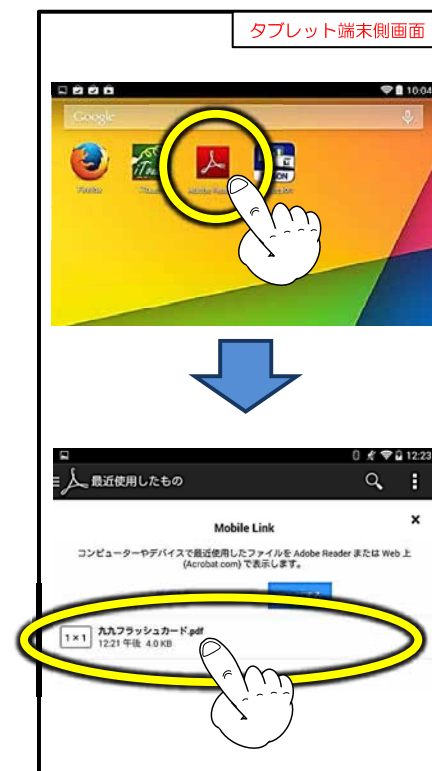 タブレット端末側画面
10:04
Google
Firefox
12:23
最近使用したもの
Mobile Link
×
コンピューターやデバイスで最近使用したファイルを Adobe Reader または Web 上
(Acrobat.com) で表示します。
1×1
九九フラッシュカード.pdf
12:21 午後 4.0 KB